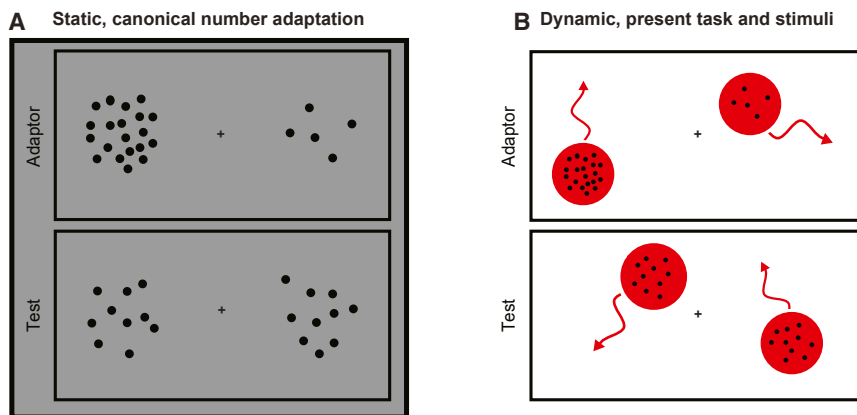 A Static, canonical number adaptation
Adaptor
+
Test
+
B Dynamic, present task and stimuli
Adaptor
+
Test
+